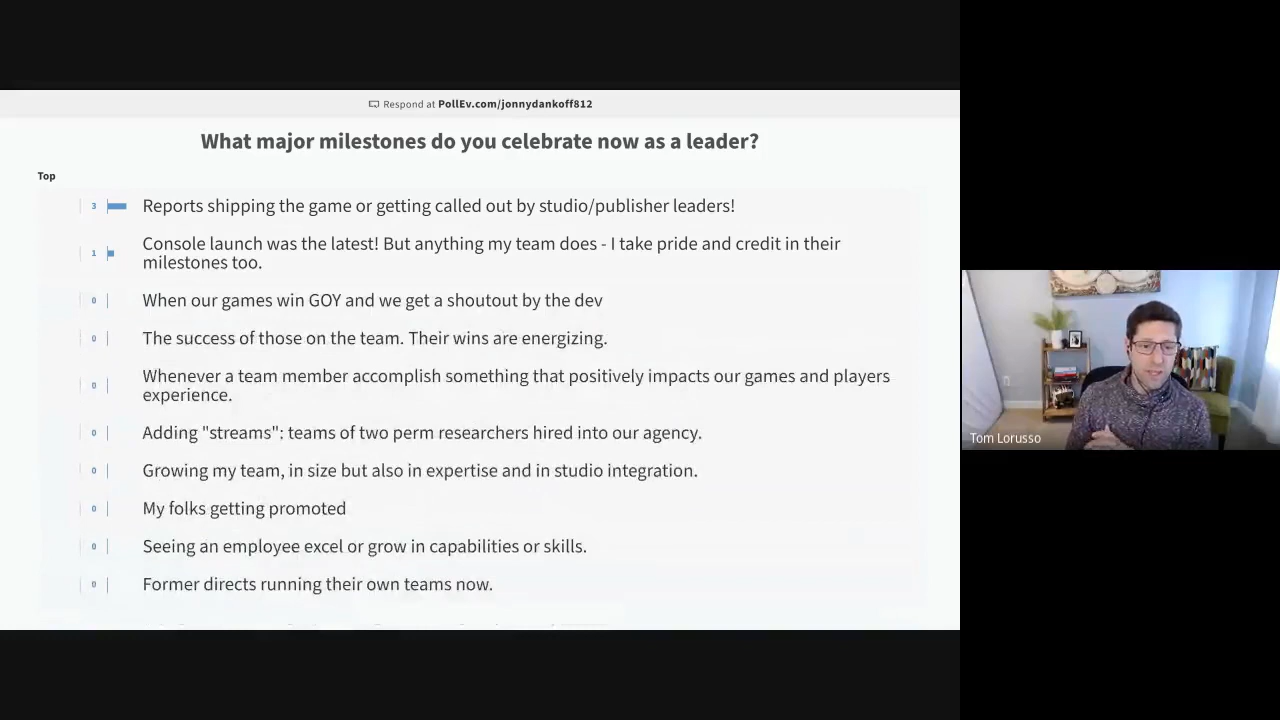 Respond at PollEv.com/jonnydankoff812
What major milestones do you celebrate now as a leader?
Top
3 Reports shipping the game or getting called out by studio/publisher leaders!
1 Console launch was the latest! But anything my team does - I take pride and credit in their
milestones too.
0 When our games win GOY and we get a shoutout by the dev
0 The success of those on the team. Their wins are energizing.
0 Whenever a team member accomplish something that positively impacts our games and players
experience.
0 Adding "streams": teams of two perm researchers hired into our agency.
0 Growing my team, in size but also in expertise and in studio integration.
0 My folks getting promoted
0 Seeing an employee excel or grow in capabilities or skills.
0 Former directs running their own teams now.
Tom Lorusso